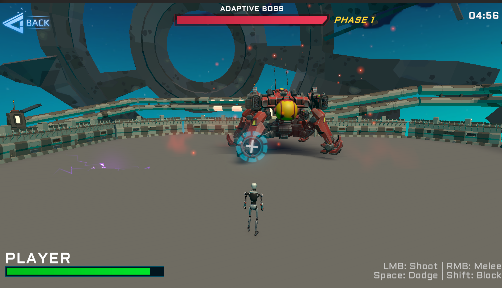 ADAPTIVE BOSS
BACK
PHASE 1
04:56
PLAYER
LMB: Shoot | RMB: Melee
Space: Dodge | Shift: Block